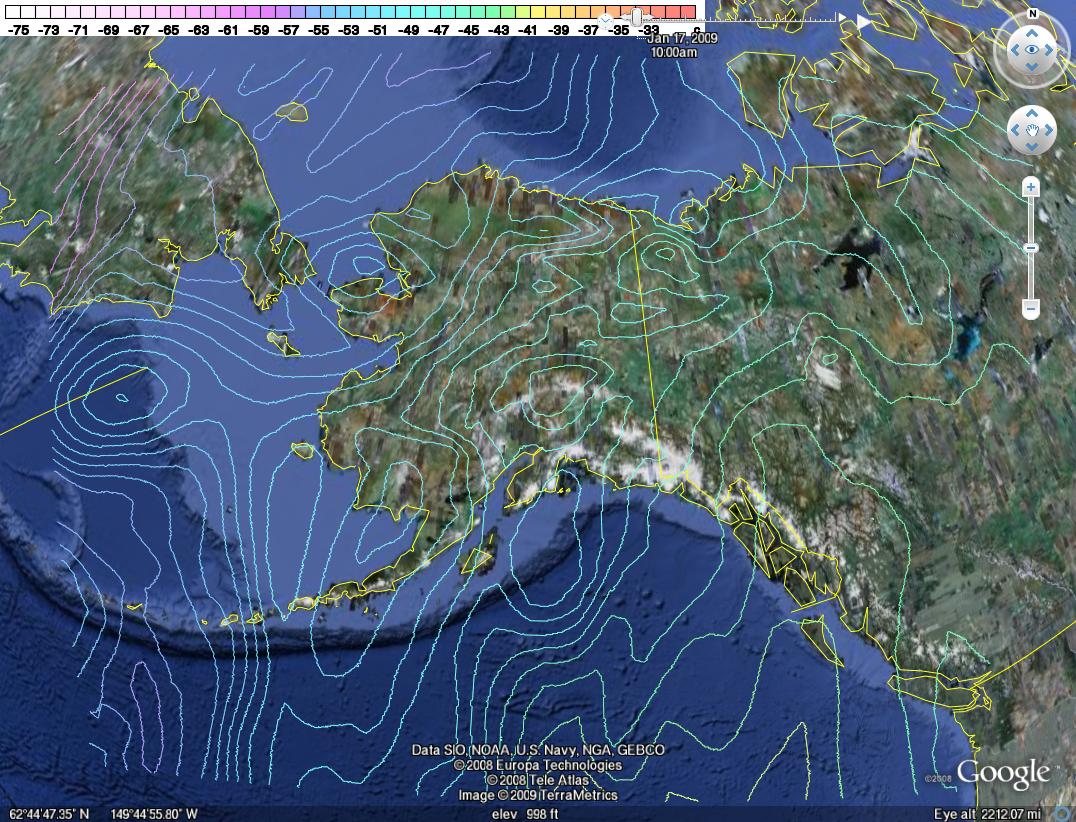 -75 -73 -71 -69 -67 -65 -63 -61 -59 -57 -55 -53 -51 -49 -47 -45 -43 -41 -39 -37 -35 -33
Jan 17, 2009
10:00am
N
Data SIO, NOAA, U.S. Navy, NGA, GEBCO
© 2008 Europa Technologies
© 2008 Tele Atlas
Image © 2009 TerraMetrics
©2008 Google™
62°44'47.35" N 149°44'55.80" W
elev 998 ft
Eye alt 2212.07 mi